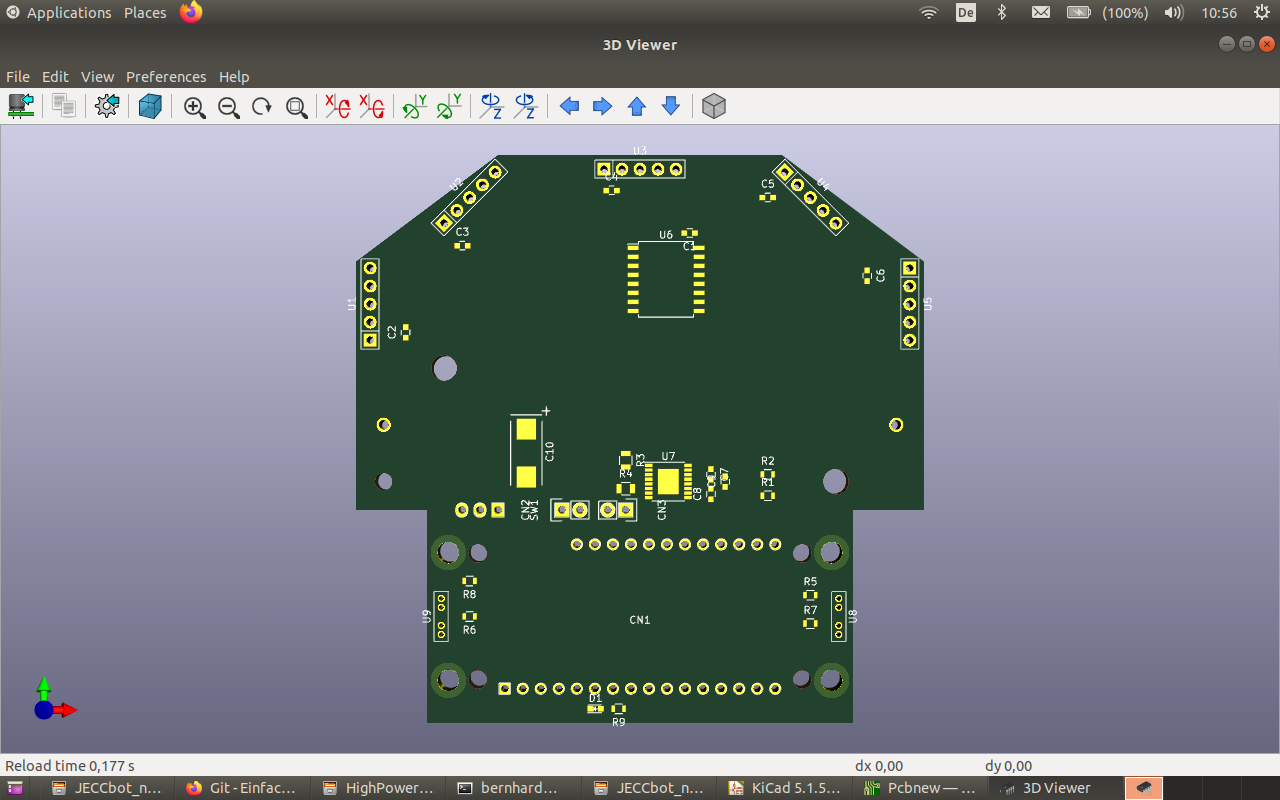 Applications Places De (100%) 10:56
3D Viewer
File Edit View Preferences Help
U3
U2 C4 C5 U4
C3 U6 C1
C6
U1 U5
C2
C10 R3 U7 R2
R4 C7 R1
CN2 SW1 CN3 C8
R8 R5
U9 R6 CN1 R7 U8
D1
R9
Reload time 0,177 s dx 0,00 dy 0,00
JECCbot_n... Git - Einfac... HighPower... bernhard... JECCbot_n... KiCad 5.1.5... Pcbnew — ... 3D Viewer